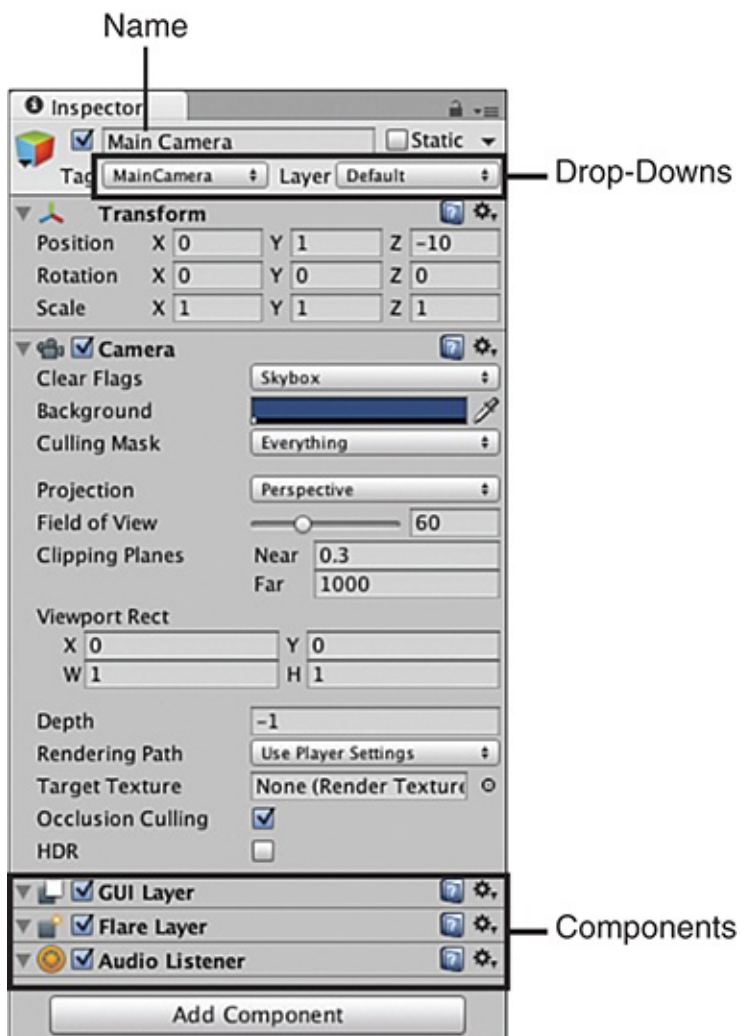 Name
Inspector
Main Camera Static
Tag MainCamera Layer Default
Drop-Downs
Transform
Position X 0 Y 1 Z -10
Rotation X 0 Y 0 Z 0
Scale X 1 Y 1 Z 1
Camera
Clear Flags Skybox
Background
Culling Mask Everything
Projection Perspective
Field of View 60
Clipping Planes Near 0.3
Far 1000
Viewport Rect
X 0 Y 0
W 1 H 1
Depth -1
Rendering Path Use Player Settings
Target Texture None (Render Texture
Occlusion Culling
HDR
GUI Layer
Flare Layer
Components
Audio Listener
Add Component